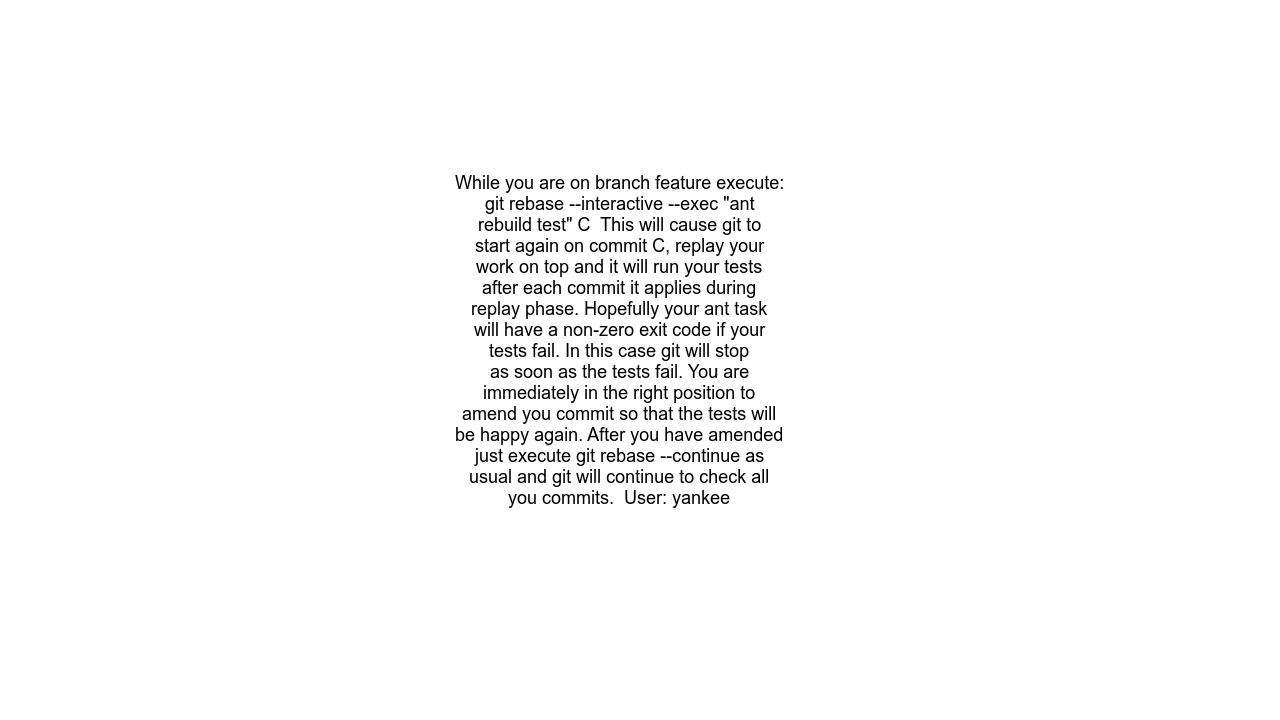 While you are on branch feature execute:
git rebase --interactive --exec "ant
rebuild test" C  This will cause git to
start again on commit C, replay your
work on top and it will run your tests
after each commit it applies during
replay phase. Hopefully your ant task
will have a non-zero exit code if your
tests fail. In this case git will stop
as soon as the tests fail. You are
immediately in the right position to
amend you commit so that the tests will
be happy again. After you have amended
just execute git rebase --continue as
usual and git will continue to check all
you commits.  User: yankee